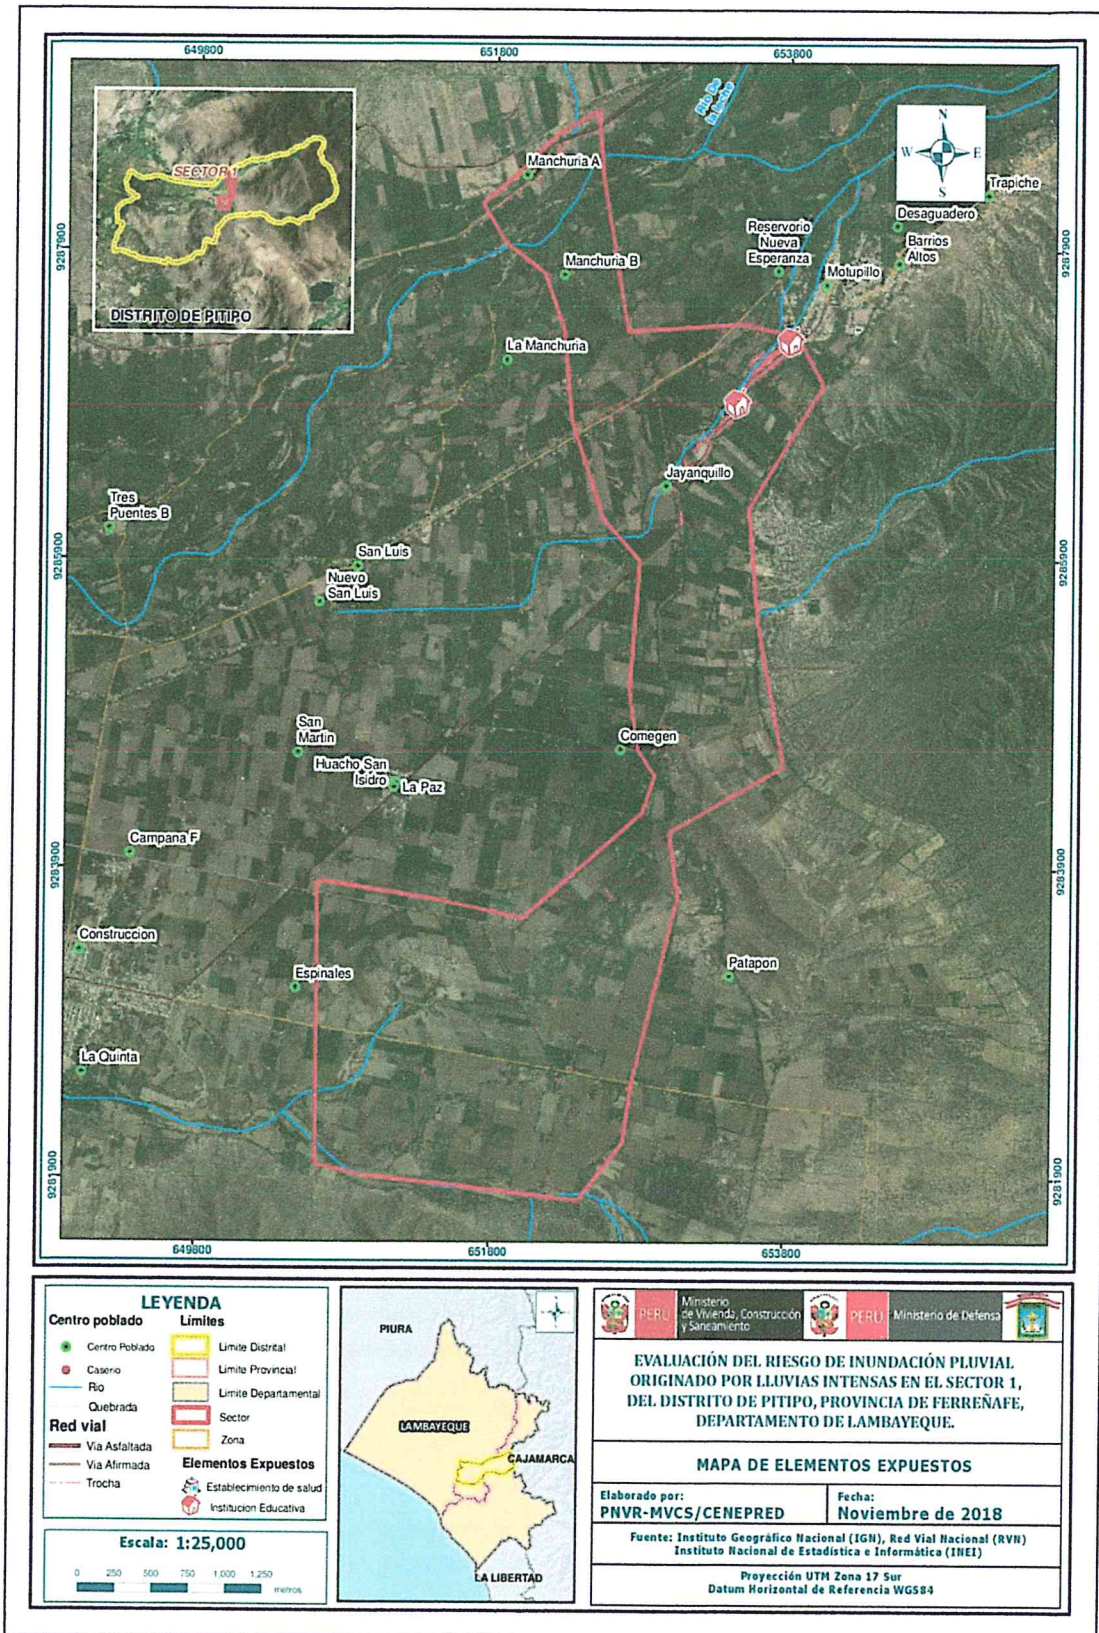 649800
651800
653800
Rio De
la Leche
N
W
E
S
SECTOR 1
DISTRITO DE PITIPO
Manchuria A
Trapiche
Desaguadero
9287900
Reservorio
Nueva
Esperanza
Barrios
Altos
9287900
Manchuria B
Motupillo
La Manchuria
Jayanquillo
Tres
Puentes B
9285900
San Luis
9285900
Nuevo
San Luis
San
Martin
Comegen
Huacho San
Isidro
La Paz
Campana F
9283900
9283900
Construccion
Espinales
Patapon
La Quinta
9281900
9281900
649800
651800
653800
LEYENDA
Centro poblado
Centro Poblado
Caserio
Rio
Quebrada
Red vial
Via Asfaltada
Via Afirmada
Trocha
Límites
Limite Distrital
Limite Provincial
Limite Departamental
Sector
Zona
Elementos Expuestos
Establecimiento de salud
Institucion Educativa
Escala: 1:25,000
0 250 500 750 1,000 1,250
metros
PIURA
LAMBAYEQUE
CAJAMARCA
LA LIBERTAD
PERÚ
Ministerio
de Vivienda, Construcción
y Saneamiento
PERÚ
Ministerio de Defensa
EVALUACIÓN DEL RIESGO DE INUNDACIÓN PLUVIAL
ORIGINADO POR LLUVIAS INTENSAS EN EL SECTOR 1,
DEL DISTRITO DE PITIPO, PROVINCIA DE FERREÑAFE,
DEPARTAMENTO DE LAMBAYEQUE.
MAPA DE ELEMENTOS EXPUESTOS
Elaborado por:
PNVR-MVCS/CENEPRED
Fecha:
Noviembre de 2018
Fuente: Instituto Geográfico Nacional (IGN), Red Vial Nacional (RVN)
Instituto Nacional de Estadística e Informática (INEI)
Proyección UTM Zona 17 Sur
Datum Horizontal de Referencia WGS84